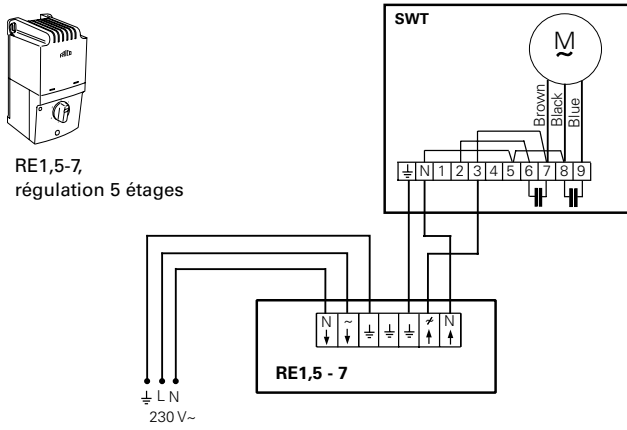 RE1,5-7,
régulation 5 étages
SWT
M
~
Brown
Black
Blue
N 1 2 3 4 5 6 7 8 9
N ~ N
RE1,5 - 7
L N
230 V~